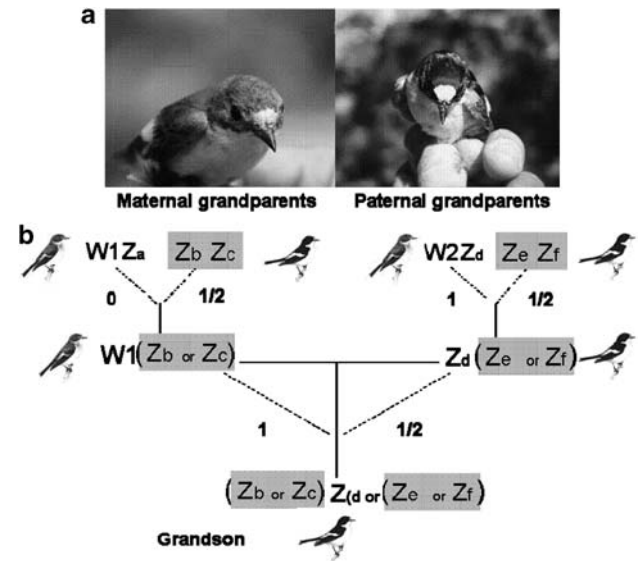 a
Maternal grandparents Paternal grandparents
b
W1Za Zb Zc W2Zd Ze Zf
0 1/2 1 1/2
W1(Zb or Zc) Zd (Ze or Zf)
1 1/2
(Zb or Zc) Z(d or (Ze or Zf)
Grandson